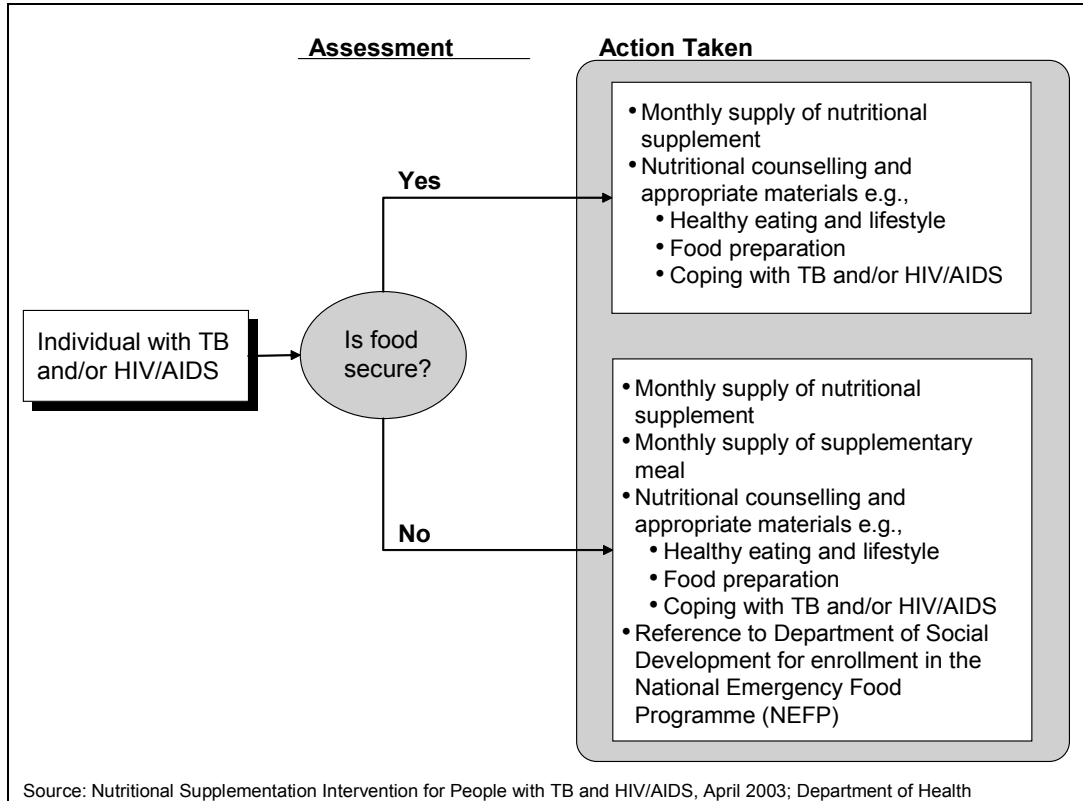 Assessment
Action Taken
Individual with TB
and/or HIV/AIDS
Is food
secure?
Yes
• Monthly supply of nutritional
supplement
• Nutritional counselling and
appropriate materials e.g.,
• Healthy eating and lifestyle
• Food preparation
• Coping with TB and/or HIV/AIDS
No
• Monthly supply of nutritional
supplement
• Monthly supply of supplementary
meal
• Nutritional counselling and
appropriate materials e.g.,
• Healthy eating and lifestyle
• Food preparation
• Coping with TB and/or HIV/AIDS
• Reference to Department of Social
Development for enrollment in the
National Emergency Food
Programme (NEFP)
Source: Nutritional Supplementation Intervention for People with TB and HIV/AIDS, April 2003; Department of Health